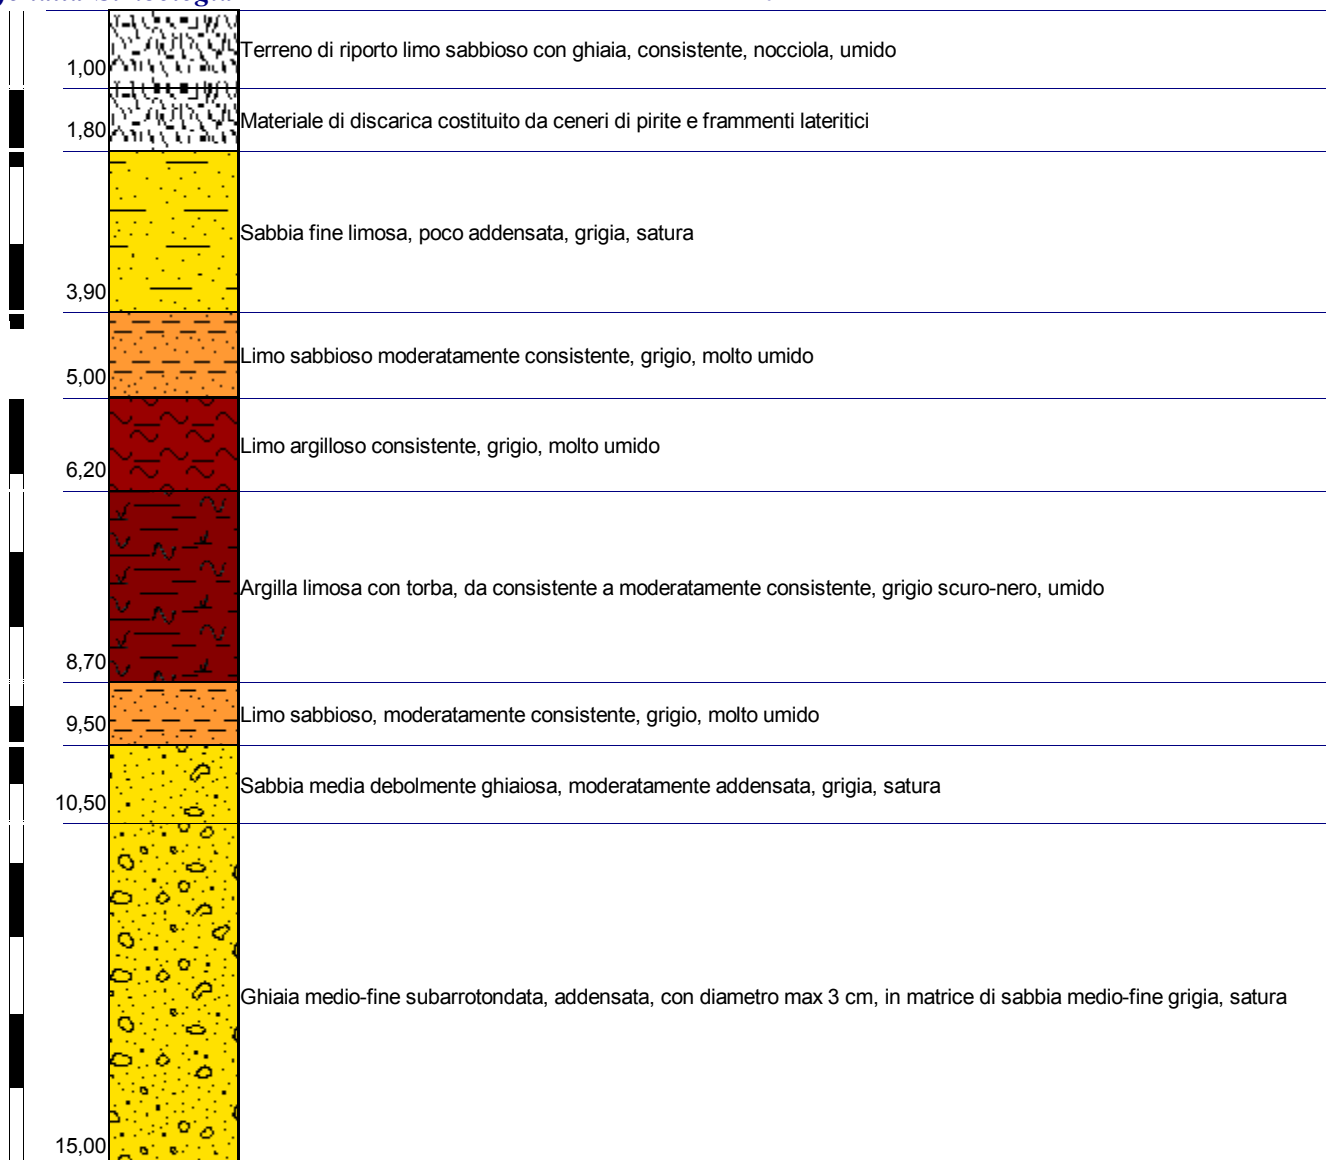 Terreno di riporto limo sabbioso con ghiaia, consistente, nocciola, umido
1,00
Materiale di discarica costituito da ceneri di pirite e frammenti lateritici
1,80
Sabbia fine limosa, poco addensata, grigia, satura
3,90
Limo sabbioso moderatamente consistente, grigio, molto umido
5,00
Limo argilloso consistente, grigio, molto umido
6,20
Argilla limosa con torba, da consistente a moderatamente consistente, grigio scuro-nero, umido
8,70
Limo sabbioso, moderatamente consistente, grigio, molto umido
9,50
Sabbia media debolmente ghiaiosa, moderatamente addensata, grigia, satura
10,50
Ghiaia medio-fine subarrotondata, addensata, con diametro max 3 cm, in matrice di sabbia medio-fine grigia, satura
15,00